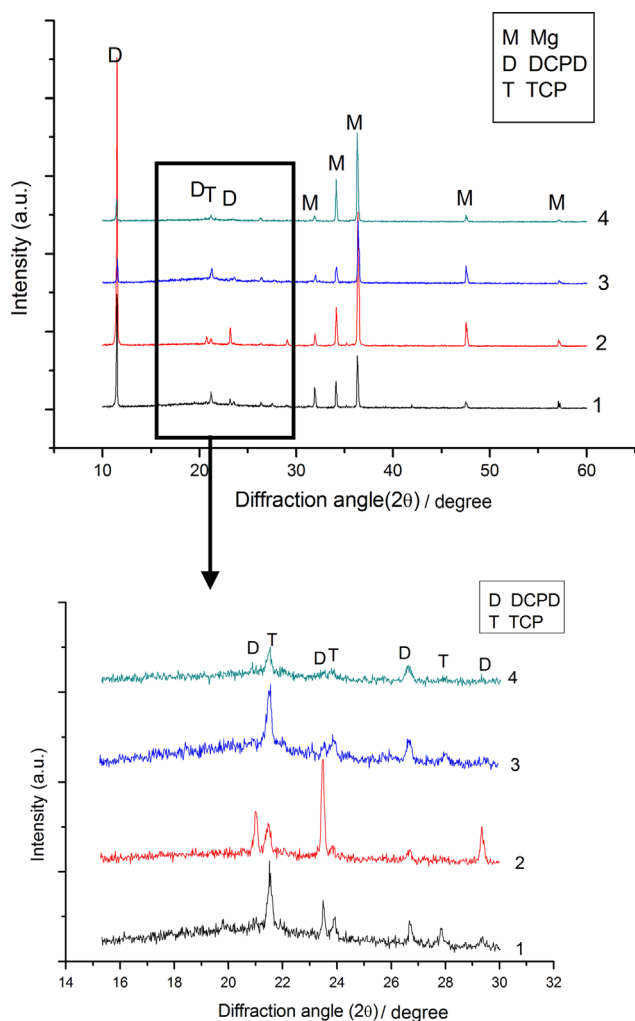 M Mg
D DCPD
T TCP
D
D T D
M M M M M
4
3
2
1
Intensity (a.u.)
10 20 30 40 50 60
Diffraction angle(2θ) / degree
D DCPD
T TCP
D T D T D T D
4
3
2
1
Intensity (a.u.)
14 16 18 20 22 24 26 28 30 32
Diffraction angle (2θ)/ degree